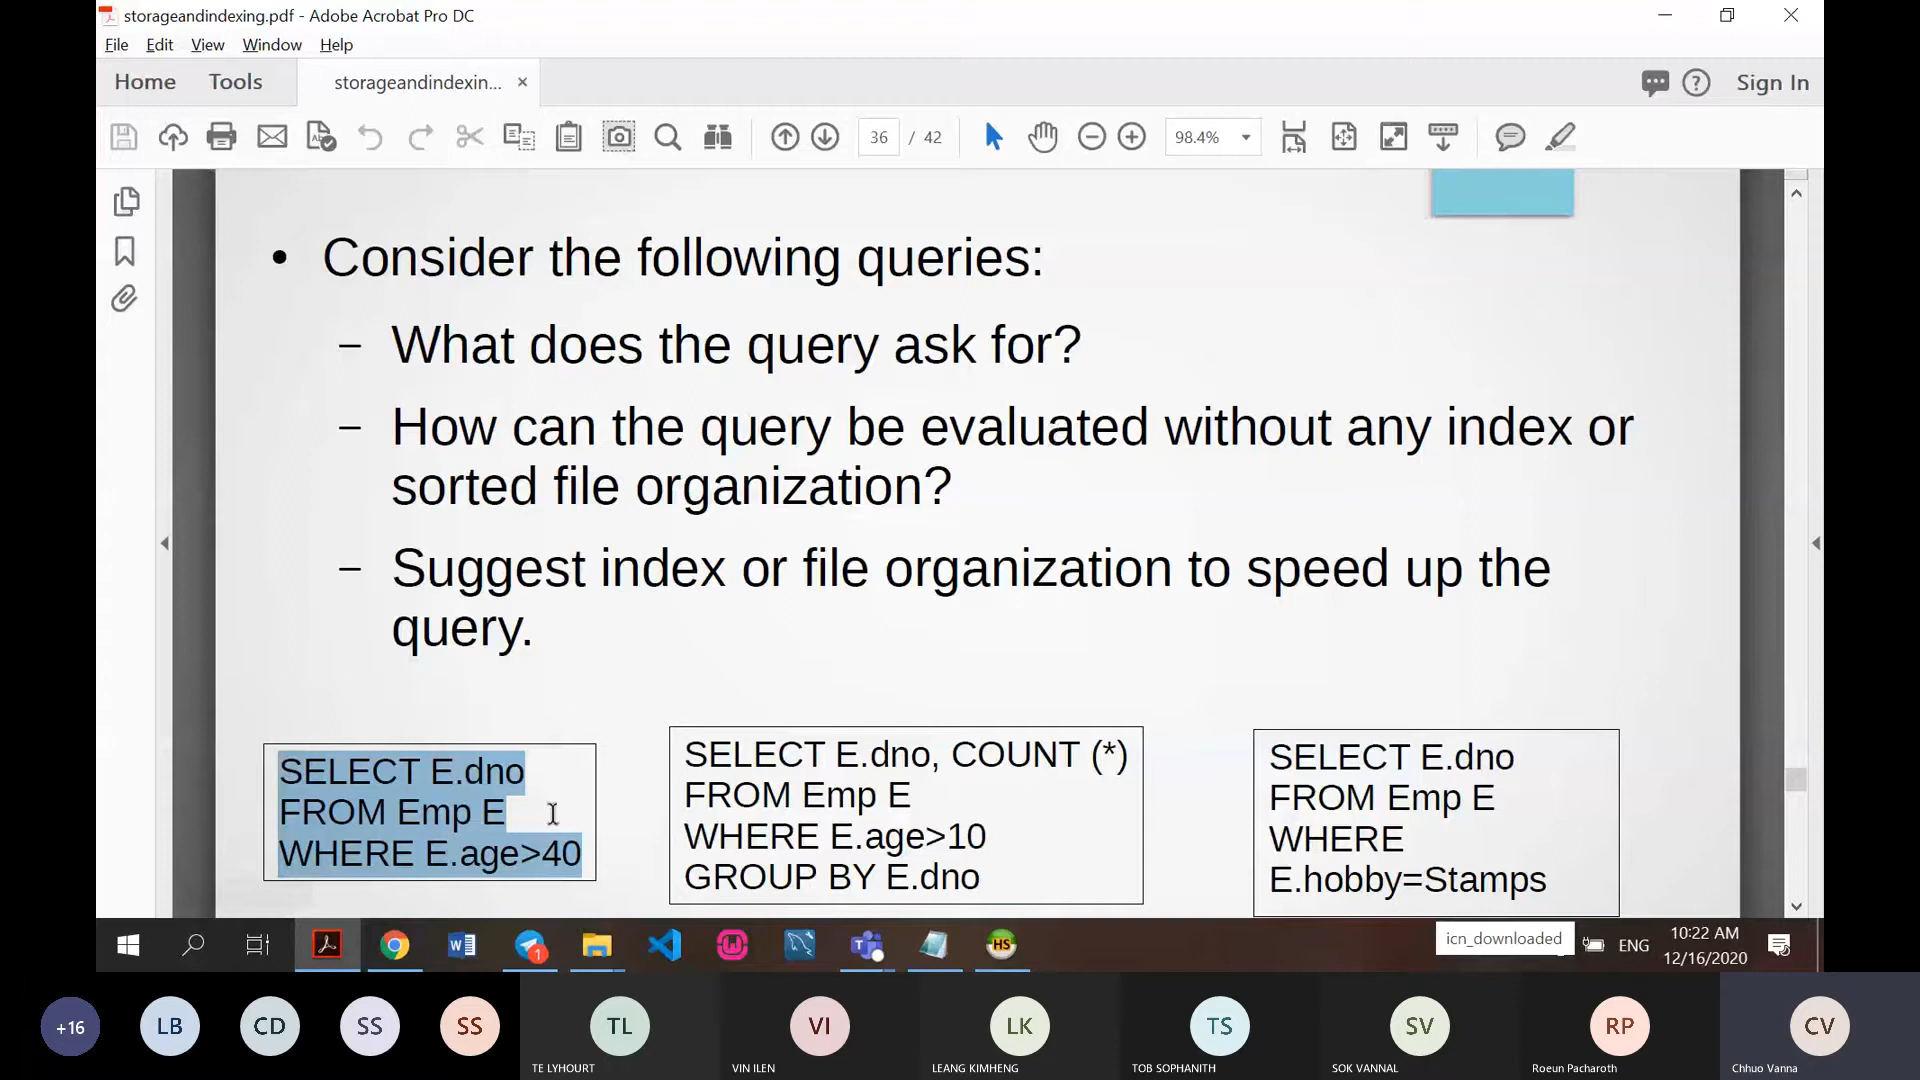 storageandindexing.pdf - Adobe Acrobat Pro DC
File Edit View Window Help
Home Tools storageandindexin... × Sign In
36 / 42 98.4%
• Consider the following queries:
– What does the query ask for?
– How can the query be evaluated without any index or
sorted file organization?
– Suggest index or file organization to speed up the
query.
SELECT E.dno
FROM Emp E
WHERE E.age>40
SELECT E.dno, COUNT (*)
FROM Emp E
WHERE E.age>10
GROUP BY E.dno
SELECT E.dno
FROM Emp E
WHERE
E.hobby=Stamps
icn_downloaded
1
HS
ENG
10:22 AM
12/16/2020
+16 LB CD SS SS TL VI LK TS SV RP CV
TE LYHOURT VIN ILEN LEANG KIMHENG TOB SOPHANITH SOK VANNAL Roeun Pacharoth Chhuo Vanna